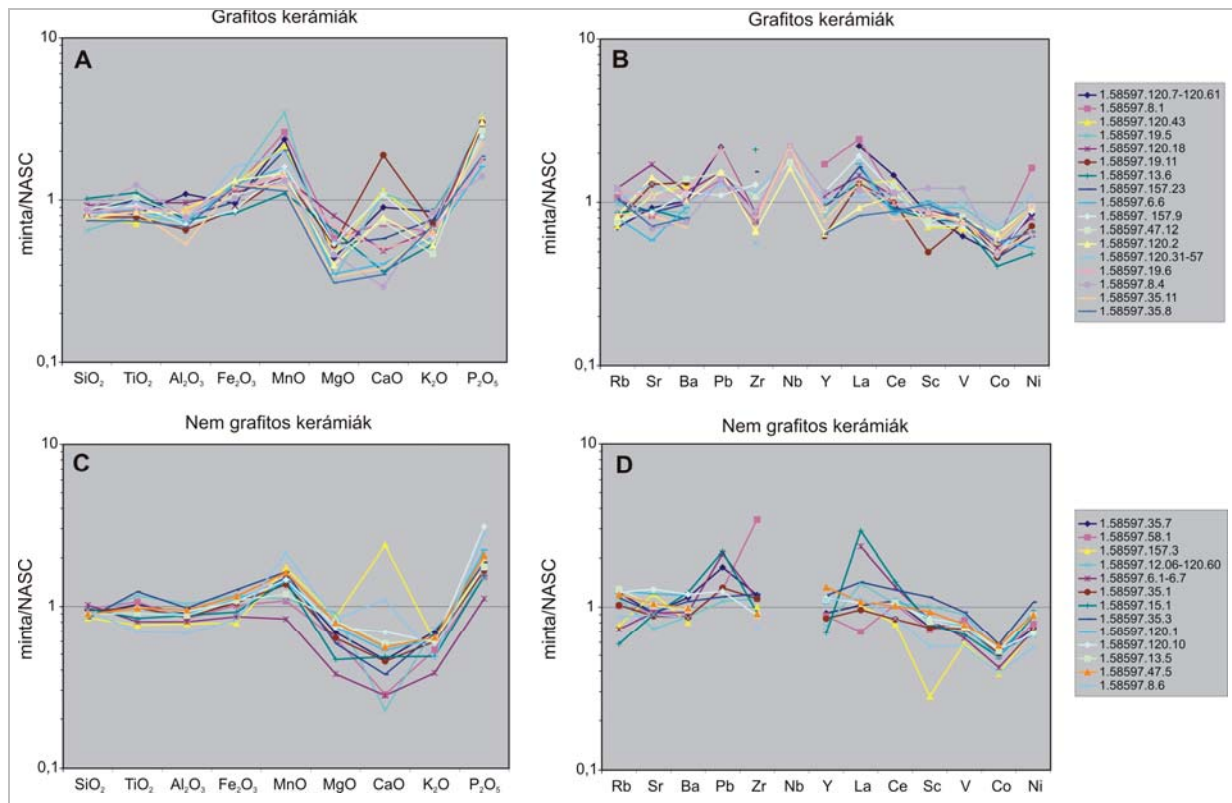 Grafitos kerámiák
Grafitos kerámiák
10
A
minta/NASC
1
0,1
SiO₂ TiO₂ Al₂O₃ Fe₂O₃ MnO MgO CaO K₂O P₂O₅
10
B
minta/NASC
1
0,1
Rb Sr Ba Pb Zr Nb Y La Ce Sc V Co Ni
1.58597.120.7-120.61
1.58597.8.1
1.58597.120.43
1.58597.19.5
1.58597.120.18
1.58597.19.11
1.58597.13.6
1.58597.157.23
1.58597.6.6
1.58597. 157.9
1.58597.47.12
1.58597.120.2
1.58597.120.31-57
1.58597.19.6
1.58597.8.4
1.58597.35.11
1.58597.35.8
Nem grafitos kerámiák
Nem grafitos kerámiák
10
C
minta/NASC
1
0,1
SiO₂ TiO₂ Al₂O₃ Fe₂O₃ MnO MgO CaO K₂O P₂O₅
10
D
minta/NASC
1
0,1
Rb Sr Ba Pb Zr Nb Y La Ce Sc V Co Ni
1.58597.35.7
1.58597.58.1
1.58597.157.3
1.58597.12.06-120.60
1.58597.6.1-6.7
1.58597.35.1
1.58597.15.1
1.58597.35.3
1.58597.120.1
1.58597.120.10
1.58597.13.5
1.58597.47.5
1.58597.8.6